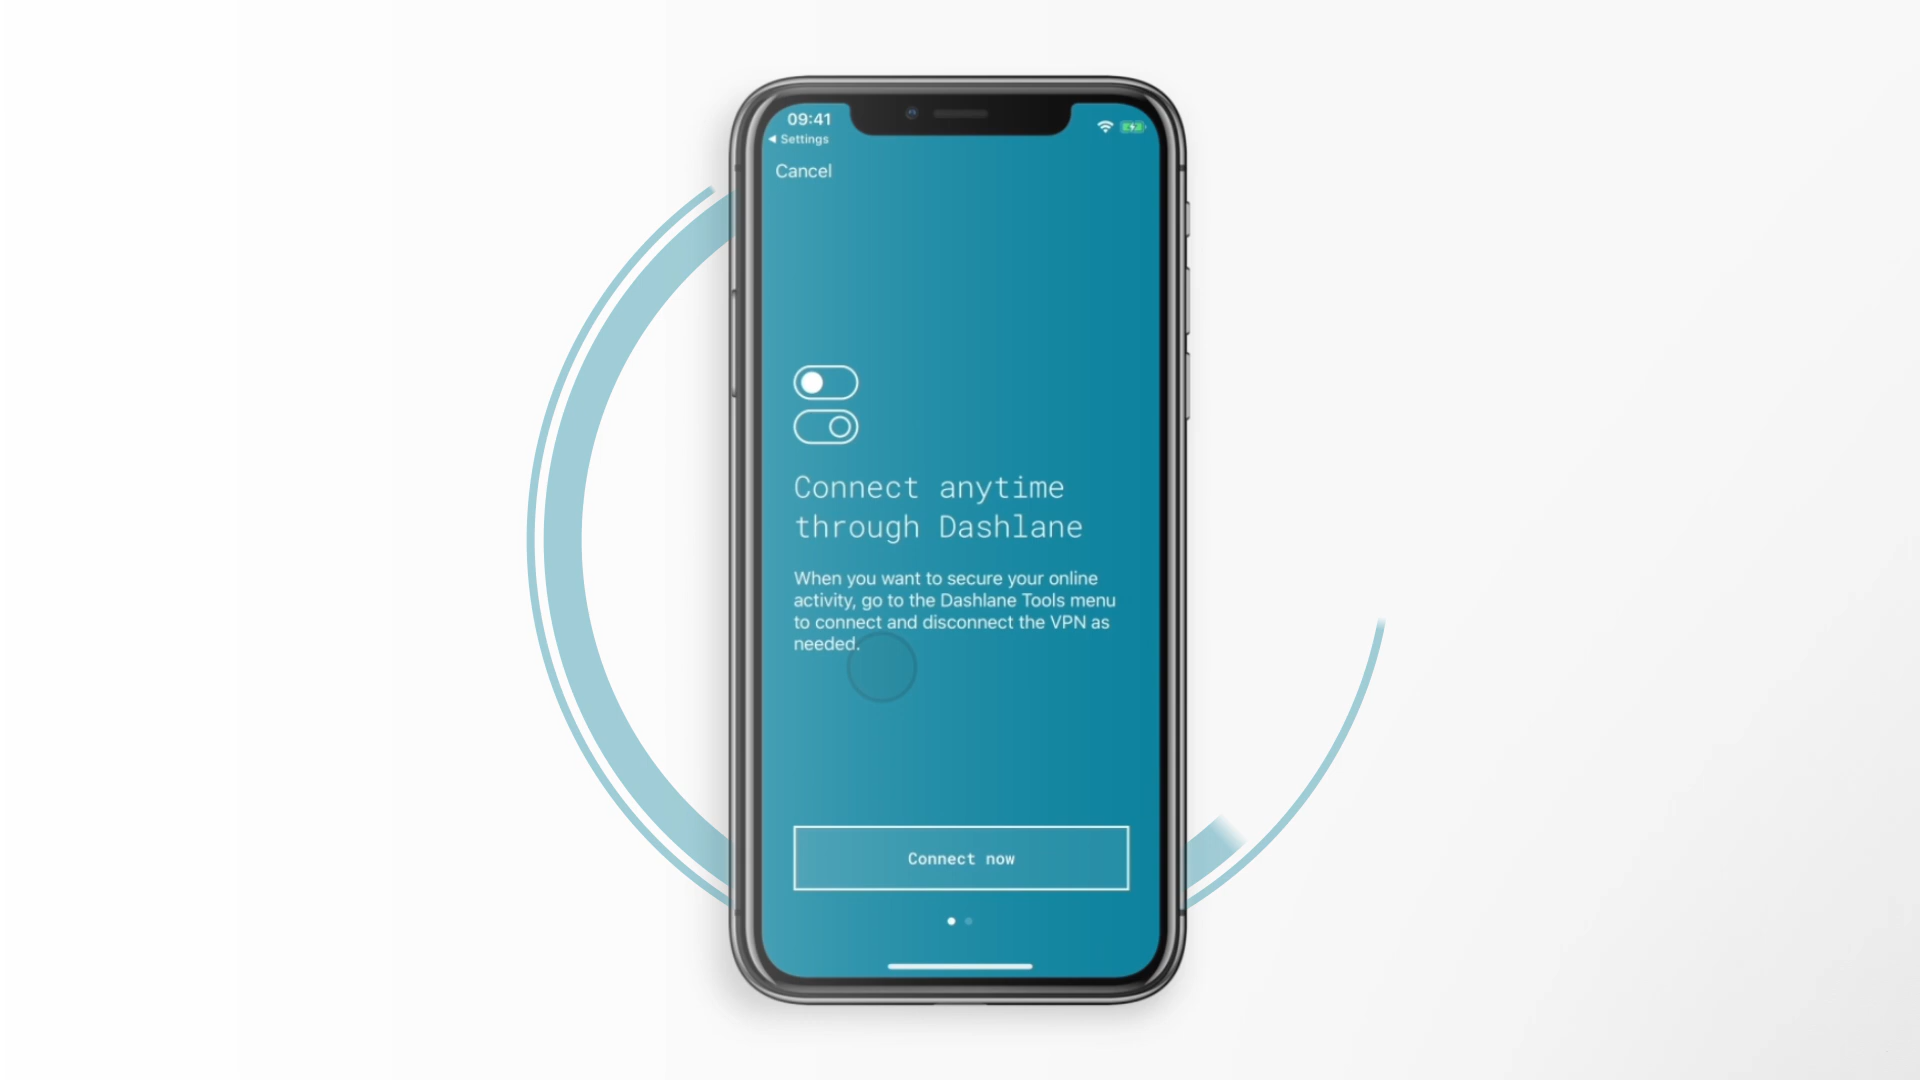 09:41
Settings
Cancel
Connect anytime
through Dashlane
When you want to secure your online
activity, go to the Dashlane Tools menu
to connect and disconnect the VPN as
needed.
Connect now